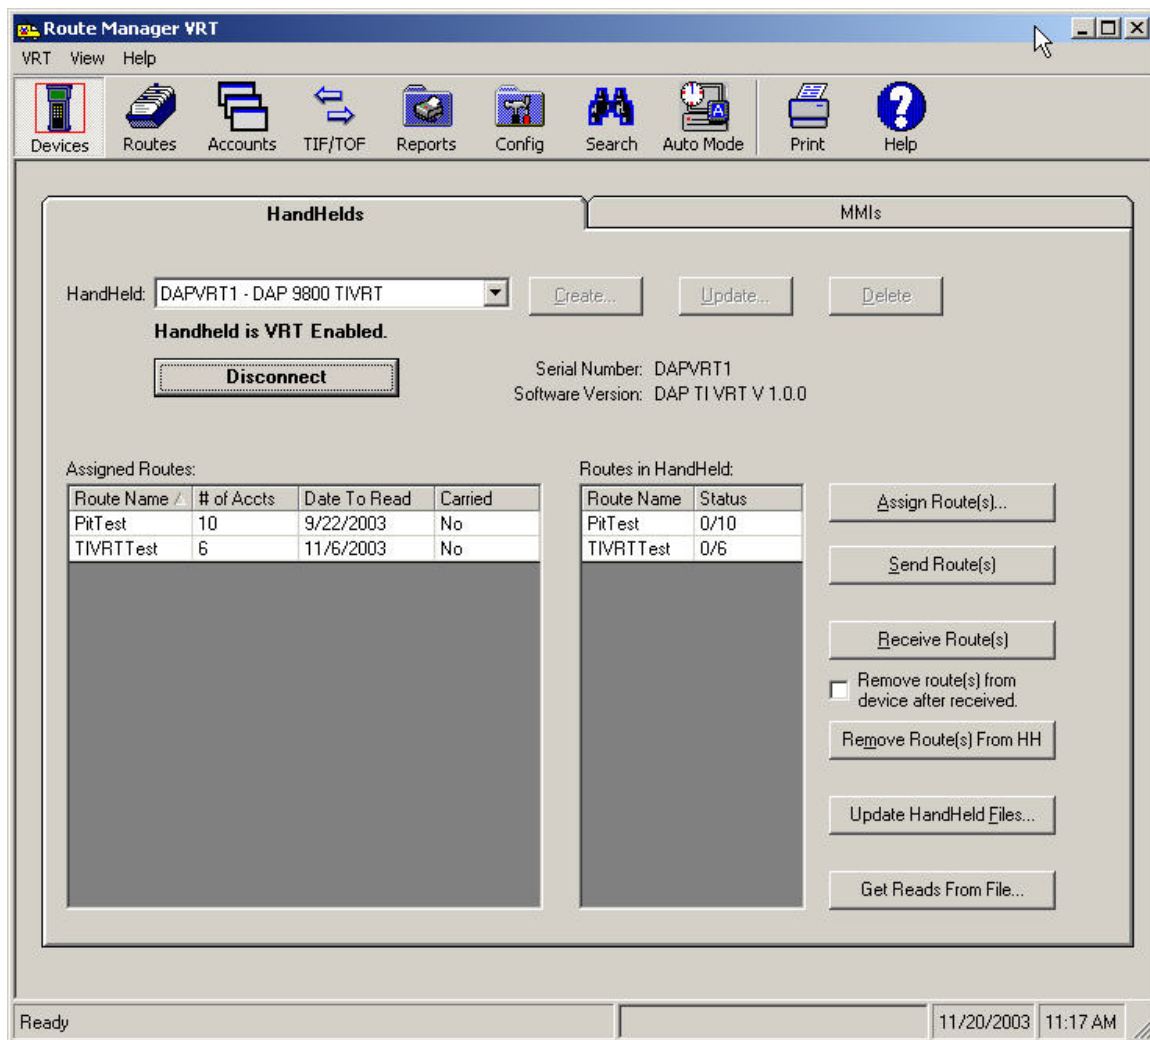 Route Manager VRT
VRT View Help
Devices Routes Accounts TIF/TOF Reports Config Search Auto Mode Print Help
HandHelds MMIs
HandHeld: DAPVRT1 - DAP 9800 TIVRT Create... Update... Delete
Handheld is VRT Enabled.
Disconnect
Serial Number: DAPVRT1
Software Version: DAP TI VRT V 1.0.0
Assigned Routes:
Route Name # of Accts Date To Read Carried
PitTest 10 9/22/2003 No
TIVRTTest 6 11/6/2003 No
Routes in HandHeld:
Route Name Status
PitTest 0/10
TIVRTTest 0/6
Assign Route(s)...
Send Route(s)
Receive Route(s)
Remove route(s) from
device after received.
Remove Route(s) From HH
Update HandHeld Files...
Get Reads From File...
Ready 11/20/2003 11:17 AM